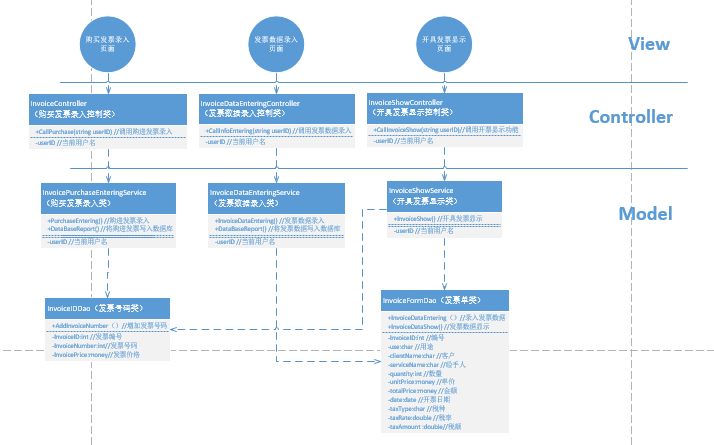 购买发票录入
页面
发票数据录入
页面
开具发票显示
页面
View
InvoiceController
（购买发票录入控制类）
+CallPurchase(string userID) //调用购进发票录入
-userID //当前用户名
InvoiceDataEnteringController
（发票数据录入控制类）
+CallInfoEntering(string userID) //调用发票数据录入
-userID //当前用户名
InvoiceShowController
（开具发票显示控制类）
+CallInvoiceShow(string userID)//调用开票显示功能
-userID //当前用户名
Controller
InvoicePurchaseEnteringService
（购买发票录入类）
+PurchaseEntering() //购进发票录入
+DataBaseReport() //将购进发票写入数据库
-userID //当前用户名
InvoiceDataEnteringService
（发票数据录入类）
+InvoiceDataEntering() //发票数据录入
+DataBaseReport() //将发票数据写入数据库
-userID //当前用户名
InvoiceShowService
（开具发票显示类）
+InvoiceShow() //开具发票显示
-userID //当前用户名
Model
InvoiceIDDao（发票号码类）
+AddInvoiceNumber（）//增加发票号码
-InvoiceID:int //发票编号
-InvoiceNumber:int//发票号码
-InvoicePrice:money//发票价格
InvoiceFormDao（发票单类）
+InvoiceDataEntering（）//录入发票数据
+InvoiceDataShow() //发票数据显示
-InvoiceID:int //编号
-use:char //用途
-clientName:char //客户
-serviceName:char //经手人
-quantity:int //数量
-unitPrice:money //单价
-totalPrice:money //金额
-date:date //开票日期
-taxType:char //税种
-taxRate:double //税率
-taxAmount :double//税额